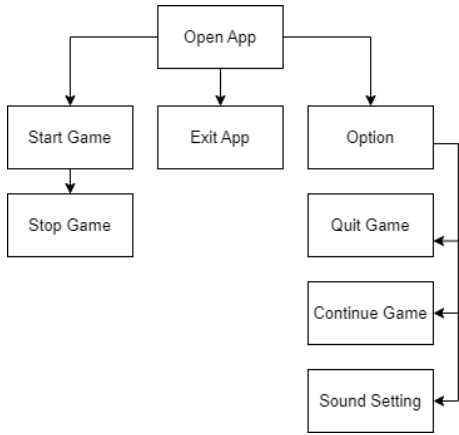 Open App
Start Game
Exit App
Option
Stop Game
Quit Game
Continue Game
Sound Setting